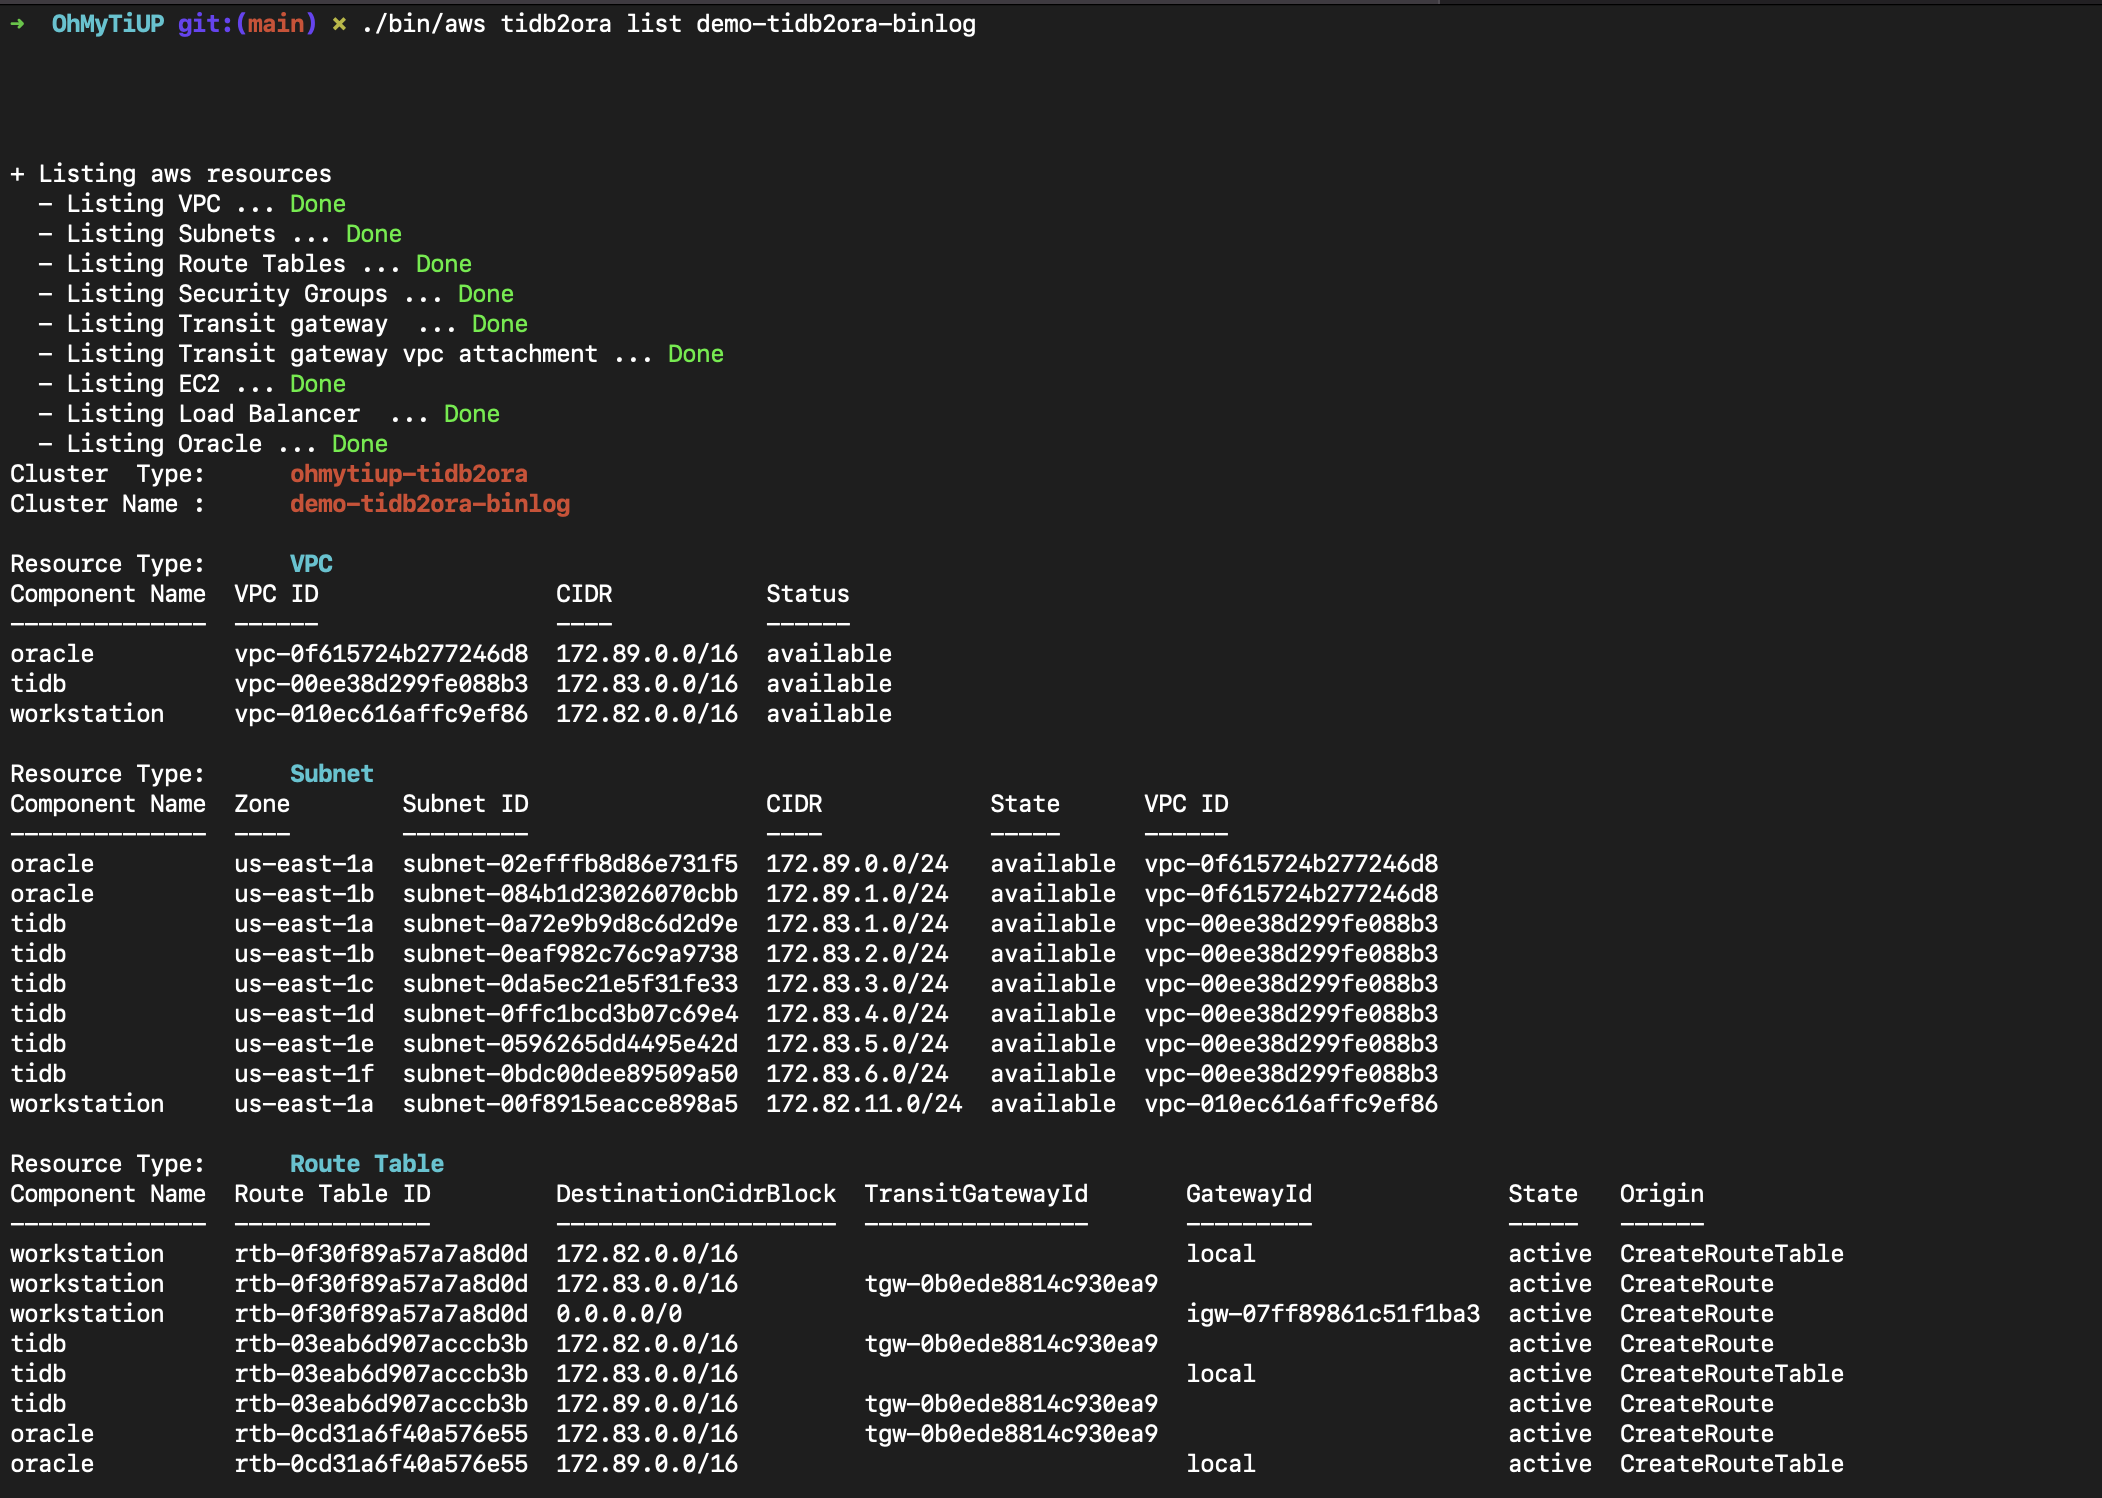 ➜  OhMyTiUP git:(main) ✗ ./bin/aws tidb2ora list demo-tidb2ora-binlog
+ Listing aws resources
  - Listing VPC ... Done
  - Listing Subnets ... Done
  - Listing Route Tables ... Done
  - Listing Security Groups ... Done
  - Listing Transit gateway  ... Done
  - Listing Transit gateway vpc attachment ... Done
  - Listing EC2 ... Done
  - Listing Load Balancer  ... Done
  - Listing Oracle ... Done
Cluster  Type:      ohmytiup-tidb2ora
Cluster Name :      demo-tidb2ora-binlog
Resource Type:      VPC
Component Name  VPC ID                 CIDR           Status
--------------  ------                 ----           ------
oracle          vpc-0f615724b277246d8  172.89.0.0/16  available
tidb            vpc-00ee38d299fe088b3  172.83.0.0/16  available
workstation     vpc-010ec616affc9ef86  172.82.0.0/16  available
Resource Type:      Subnet
Component Name  Zone        Subnet ID                 CIDR            State      VPC ID
--------------  ----        ---------                 ----            -----      ------
oracle          us-east-1a  subnet-02efffb8d86e731f5  172.89.0.0/24   available  vpc-0f615724b277246d8
oracle          us-east-1b  subnet-084b1d23026070cbb  172.89.1.0/24   available  vpc-0f615724b277246d8
tidb            us-east-1a  subnet-0a72e9b9d8c6d2d9e  172.83.1.0/24   available  vpc-00ee38d299fe088b3
tidb            us-east-1b  subnet-0eaf982c76c9a9738  172.83.2.0/24   available  vpc-00ee38d299fe088b3
tidb            us-east-1c  subnet-0da5ec21e5f31fe33  172.83.3.0/24   available  vpc-00ee38d299fe088b3
tidb            us-east-1d  subnet-0ffc1bcd3b07c69e4  172.83.4.0/24   available  vpc-00ee38d299fe088b3
tidb            us-east-1e  subnet-0596265dd4495e42d  172.83.5.0/24   available  vpc-00ee38d299fe088b3
tidb            us-east-1f  subnet-0bdc00dee89509a50  172.83.6.0/24   available  vpc-00ee38d299fe088b3
workstation     us-east-1a  subnet-00f8915eacce898a5  172.82.11.0/24  available  vpc-010ec616affc9ef86
Resource Type:      Route Table
Component Name  Route Table ID         DestinationCidrBlock  TransitGatewayId       GatewayId              State   Origin
--------------  --------------         --------------------  ----------------       ---------              -----   ------
workstation     rtb-0f30f89a57a7a8d0d  172.82.0.0/16                                local                  active  CreateRouteTable
workstation     rtb-0f30f89a57a7a8d0d  172.83.0.0/16         tgw-0b0ede8814c930ea9                         active  CreateRoute
workstation     rtb-0f30f89a57a7a8d0d  0.0.0.0/0                                    igw-07ff89861c51f1ba3  active  CreateRoute
tidb            rtb-03eab6d907acccb3b  172.82.0.0/16         tgw-0b0ede8814c930ea9                         active  CreateRoute
tidb            rtb-03eab6d907acccb3b  172.83.0.0/16                                local                  active  CreateRouteTable
tidb            rtb-03eab6d907acccb3b  172.89.0.0/16         tgw-0b0ede8814c930ea9                         active  CreateRoute
oracle          rtb-0cd31a6f40a576e55  172.83.0.0/16         tgw-0b0ede8814c930ea9                         active  CreateRoute
oracle          rtb-0cd31a6f40a576e55  172.89.0.0/16                                local                  active  CreateRouteTable